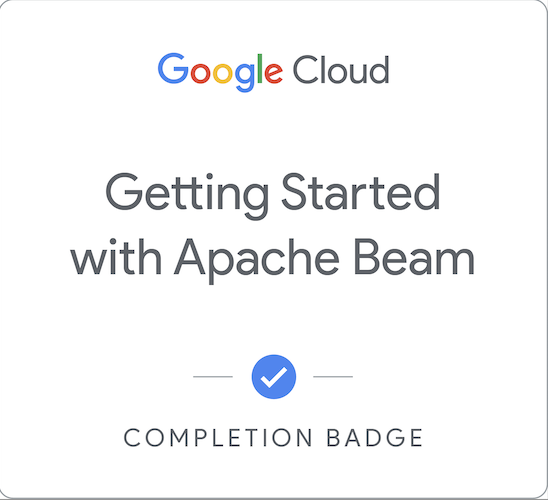 Google Cloud
Getting Started
with Apache Beam
COMPLETION BADGE